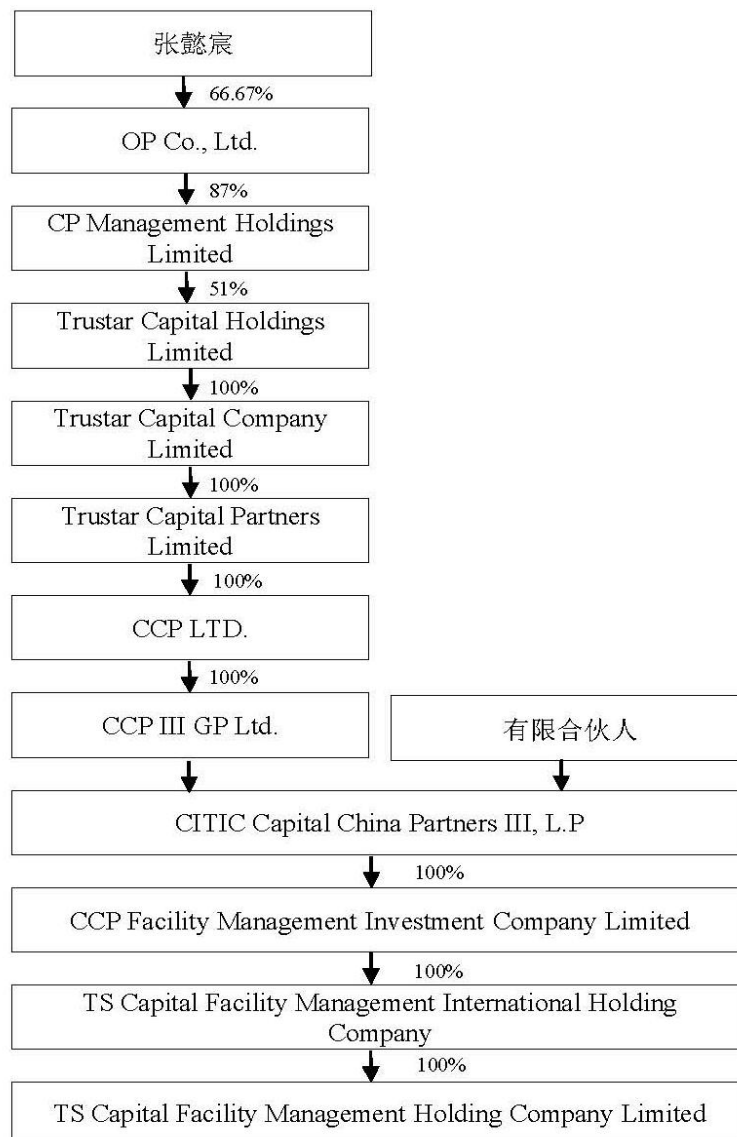 张懿宸
66.67%
OP Co., Ltd.
87%
CP Management Holdings
Limited
51%
Trustar Capital Holdings
Limited
100%
Trustar Capital Company
Limited
100%
Trustar Capital Partners
Limited
100%
CCP LTD.
100%
CCP III GP Ltd.
有限合伙人
CITIC Capital China Partners III, L.P
100%
CCP Facility Management Investment Company Limited
100%
TS Capital Facility Management International Holding
Company
100%
TS Capital Facility Management Holding Company Limited